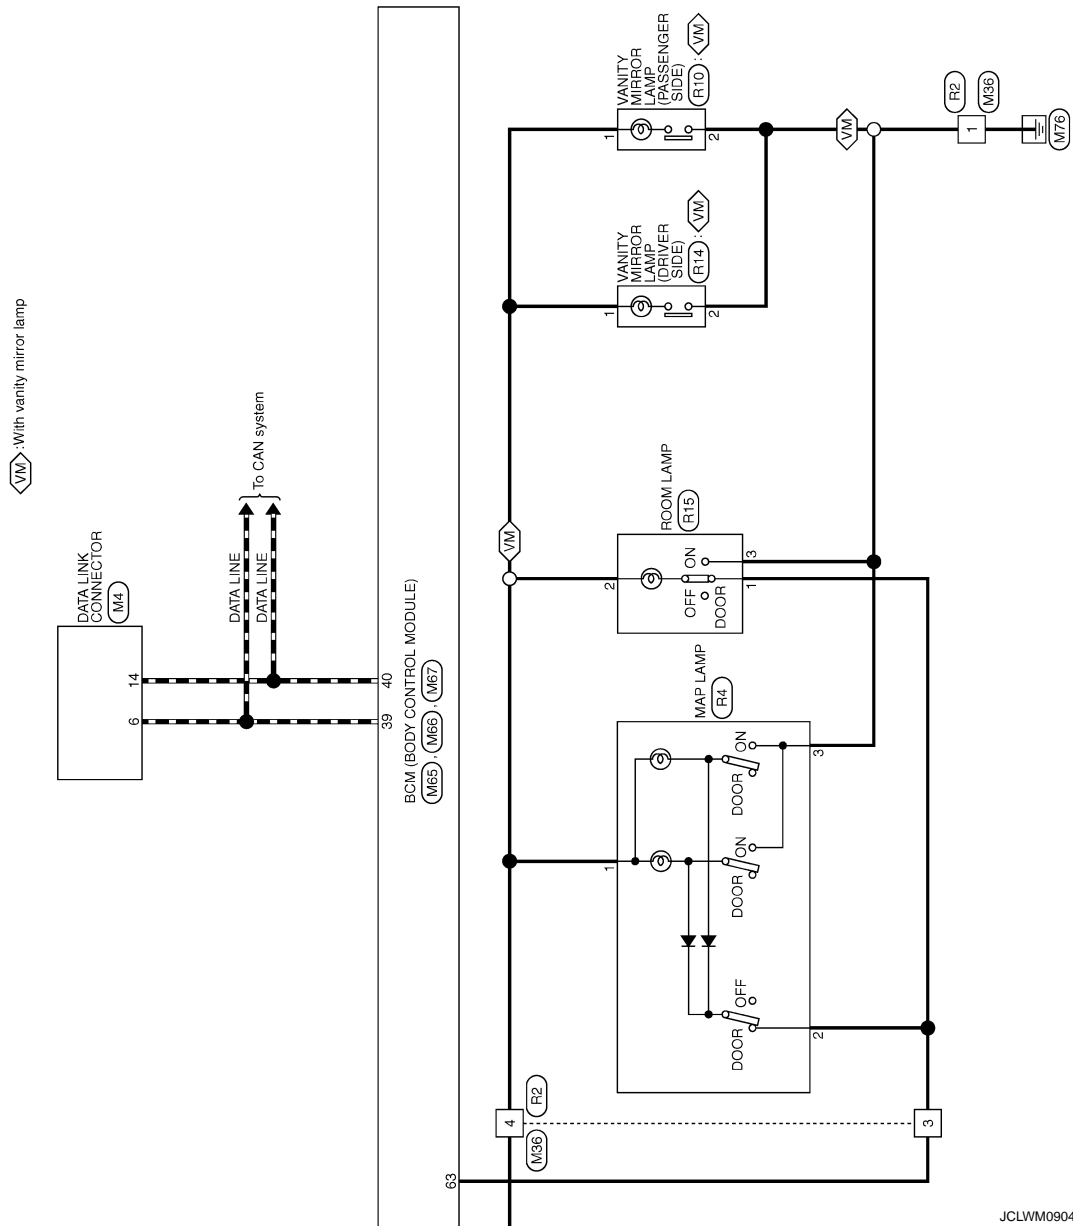 VM :With vanity mirror lamp
DATA LINK
CONNECTOR
M4
14
6
DATA LINE
DATA LINE
To CAN system
40
39
BCM (BODY CONTROL MODULE)
M65 , M66 , M67
63
VANITY
MIRROR
LAMP
(PASSENGER
SIDE)
R10 : VM
1
2
VANITY
MIRROR
LAMP
(DRIVER
SIDE)
R14 : VM
1
2
VM
R2
M36
1
M76
VM
ROOM LAMP
R15
2
ON
OFF
DOOR
3
1
MAP LAMP
R4
1
ON
DOOR
ON
DOOR
OFF
DOOR
3
2
4
R2
M36
3
JCLWM0904